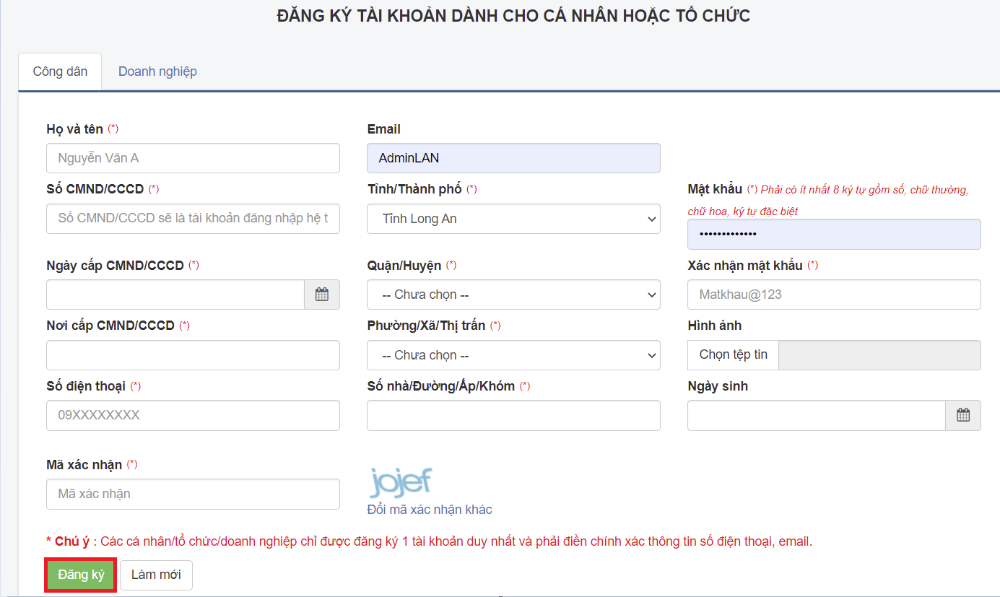 ĐĂNG KÝ TÀI KHOẢN DÀNH CHO CÁ NHÂN HOẶC TỔ CHỨC
Công dân
Doanh nghiệp
Họ và tên (*)
Email
Nguyễn Văn A
AdminLAN
Số CMND/CCCD (*)
Tỉnh/Thành phố (*)
Mật khẩu (*) Phải có ít nhất 8 ký tự gồm số, chữ thường,
chữ hoa, ký tự đặc biệt
Số CMND/CCCD sẽ là tài khoản đăng nhập hệ t
Tỉnh Long An
•••••••••••••
Ngày cấp CMND/CCCD (*)
Quận/Huyện (*)
Xác nhận mật khẩu (*)
-- Chưa chọn --
Matkhau@123
Nơi cấp CMND/CCCD (*)
Phường/Xã/Thị trấn (*)
Hình ảnh
-- Chưa chọn --
Chọn tệp tin
Số điện thoại (*)
Số nhà/Đường/Ấp/Khóm (*)
Ngày sinh
09XXXXXXXX
Mã xác nhận (*)
Mã xác nhận
jojef
Đổi mã xác nhận khác
* Chú ý : Các cá nhân/tổ chức/doanh nghiệp chỉ được đăng ký 1 tài khoản duy nhất và phải điền chính xác thông tin số điện thoại, email.
Đăng ký
Làm mới